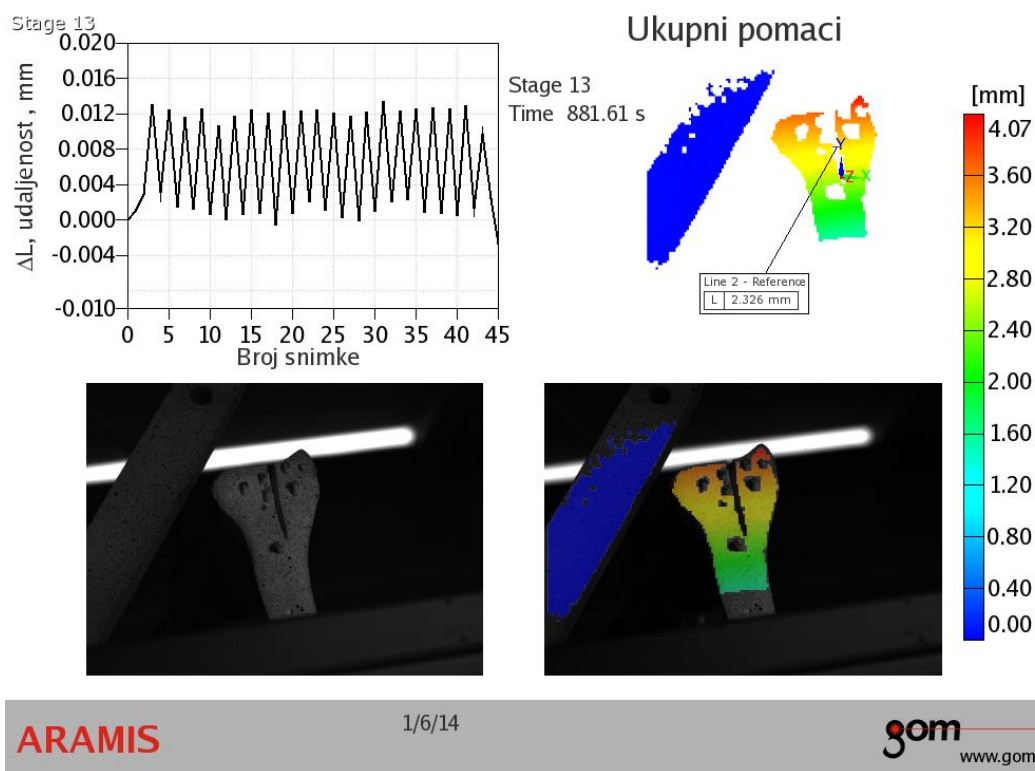 Stage 13
Ukupni pomaci
0.020
0.016
0.012
0.008
0.004
0.000
-0.004
-0.010
ΔL, udaljenost , mm
0 5 10 15 20 25 30 35 40 45
Broj snimke
Stage 13
Time 881.61 s
Y
Z X
Line 2 - Reference
L 2.326 mm
[mm]
4.07
3.60
3.20
2.80
2.40
2.00
1.60
1.20
0.80
0.40
0.00
ARAMIS
1/6/14
gom
www.gom